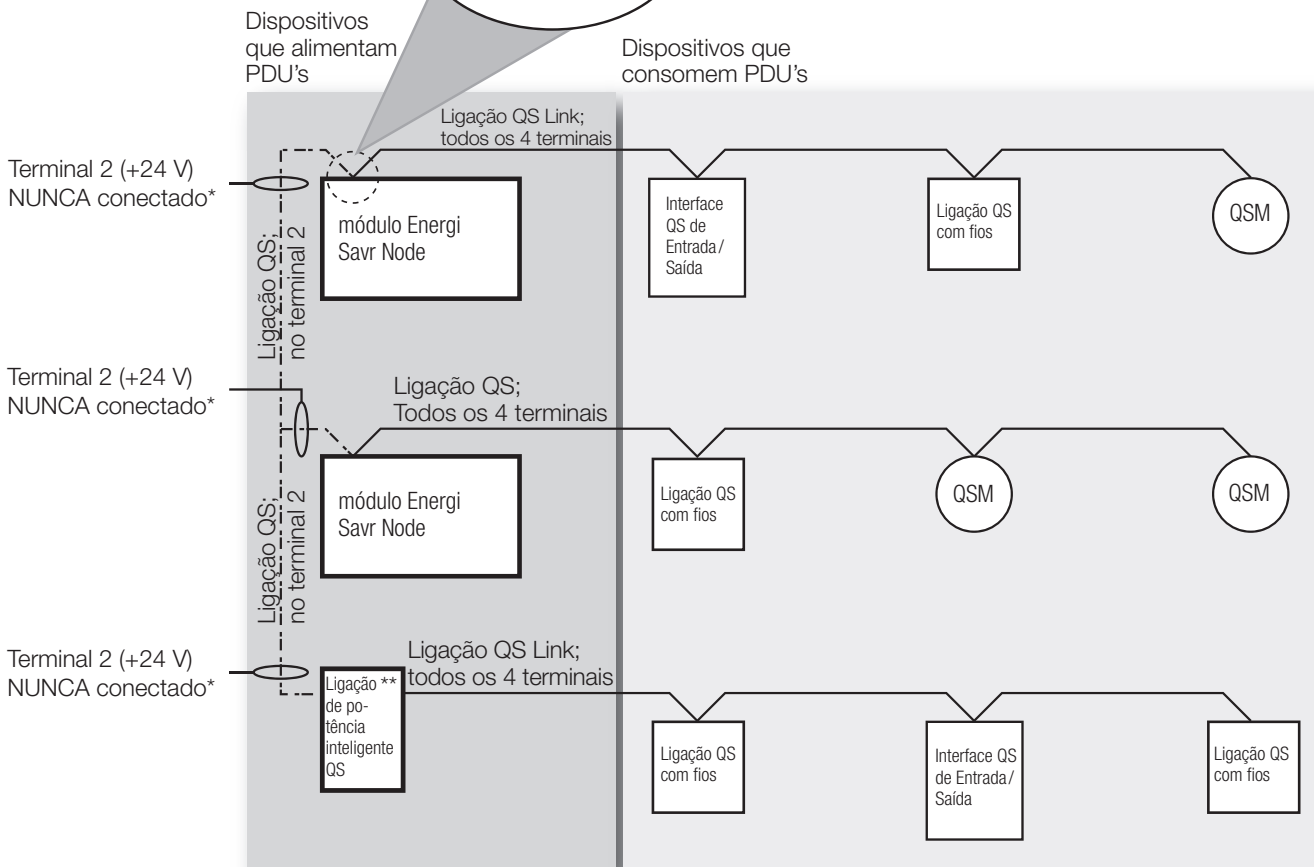 Dispositivos
que alimentam
PDU's
Dispositivos que
consomem PDU's
Ligação QS Link;
todos os 4 terminais
Terminal 2 (+24 V)
NUNCA conectado*
Ligação QS;
no terminal 2
módulo Energi
Savr Node
Interface
QS de
Entrada/
Saída
Ligação QS
com fios
QSM
Terminal 2 (+24 V)
NUNCA conectado*
Ligação QS;
Todos os 4 terminais
Ligação QS;
no terminal 2
módulo Energi
Savr Node
Ligação QS
com fios
QSM
QSM
Terminal 2 (+24 V)
NUNCA conectado*
Ligação QS Link;
todos os 4 terminais
Ligação **
de po-
tência
inteligente
QS
Ligação QS
com fios
Interface QS
de Entrada/
Saída
Ligação QS
com fios